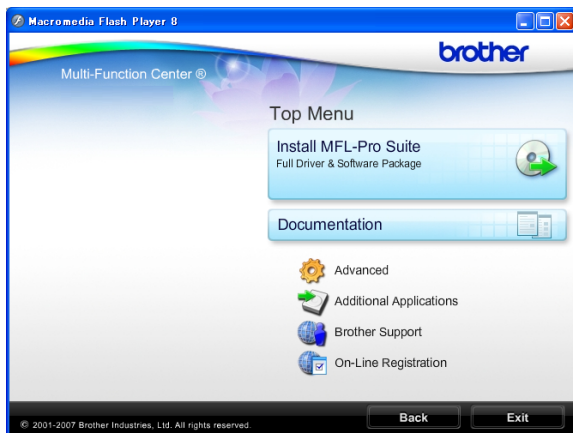 Macromedia Flash Player 8
brother
Multi-Function Center ®
Top Menu
Install MFL-Pro Suite
Full Driver & Software Package
Documentation
Advanced
Additional Applications
Brother Support
On-Line Registration
© 2001-2007 Brother Industries, Ltd. All rights reserved.
Back
Exit